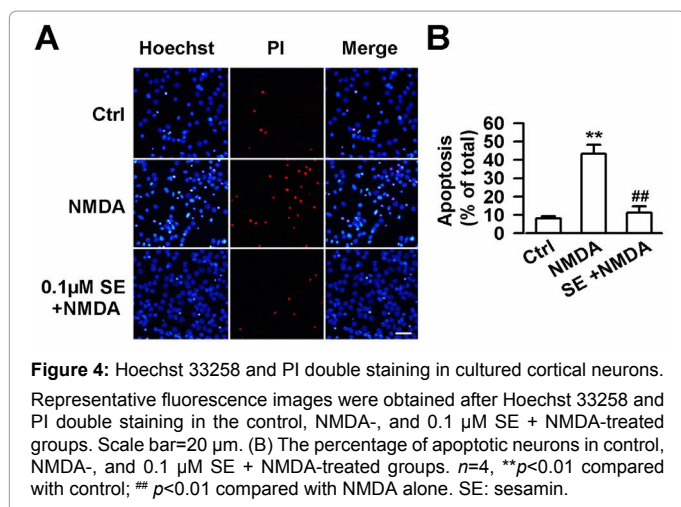 A
Hoechst PI Merge
Ctrl
NMDA
0.1µM SE
+NMDA
B
Apoptosis
(% of total)
60
50
40
30
20
10
0
**
##
Ctrl
NMDA
SE +NMDA
Figure 4: Hoechst 33258 and PI double staining in cultured cortical neurons.
Representative fluorescence images were obtained after Hoechst 33258 and
PI double staining in the control, NMDA-, and 0.1 µM SE + NMDA-treated
groups. Scale bar=20 µm. (B) The percentage of apoptotic neurons in control,
NMDA-, and 0.1 µM SE + NMDA-treated groups. n=4, **p<0.01 compared
with control; ## p<0.01 compared with NMDA alone. SE: sesamin.